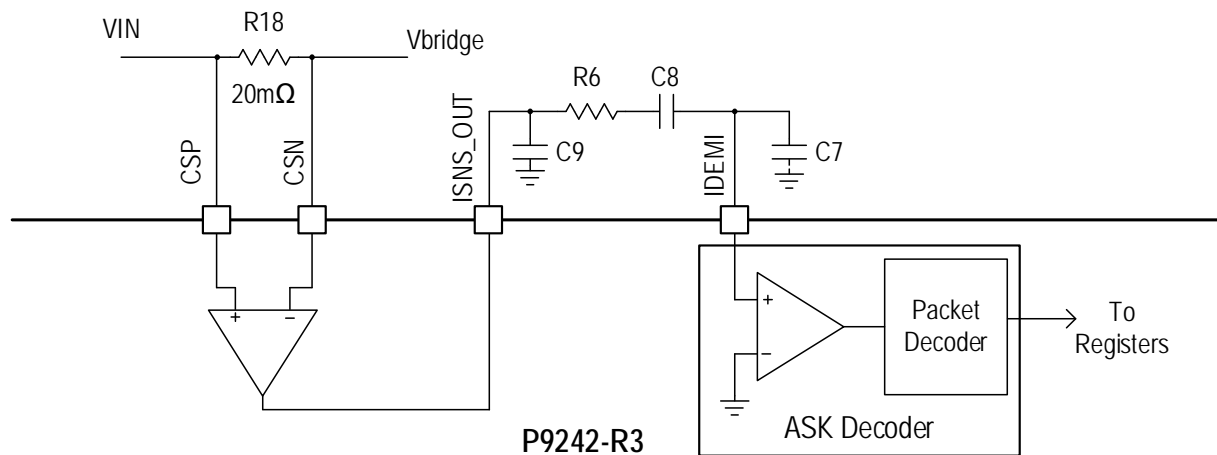 VIN
R18
Vbridge
20mΩ
CSP
CSN
ISNS_OUT
C9
R6
C8
IDEMI
C7
+
−
+
−
Packet
Decoder
To
Registers
ASK Decoder
P9242-R3